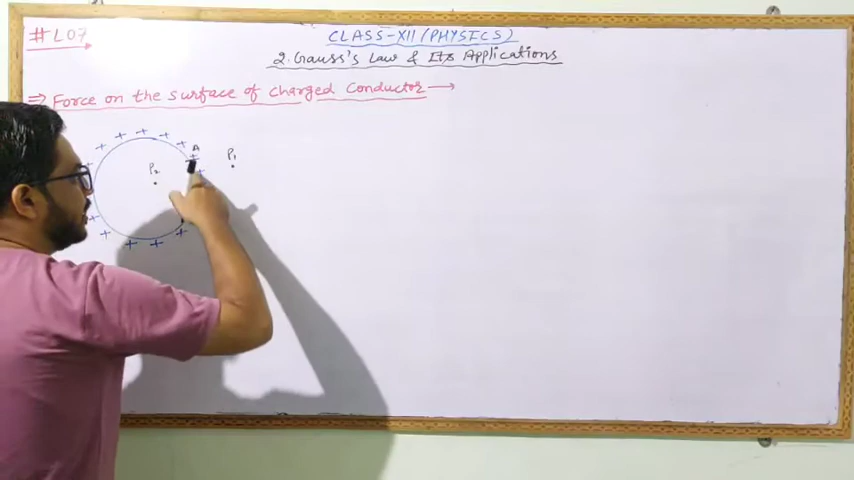 #L07
CLASS-XII (PHYSICS)
2. Gauss's Law & Its Applications
⇒ Force on the surface of charged conductor →
A
P₁
P₂